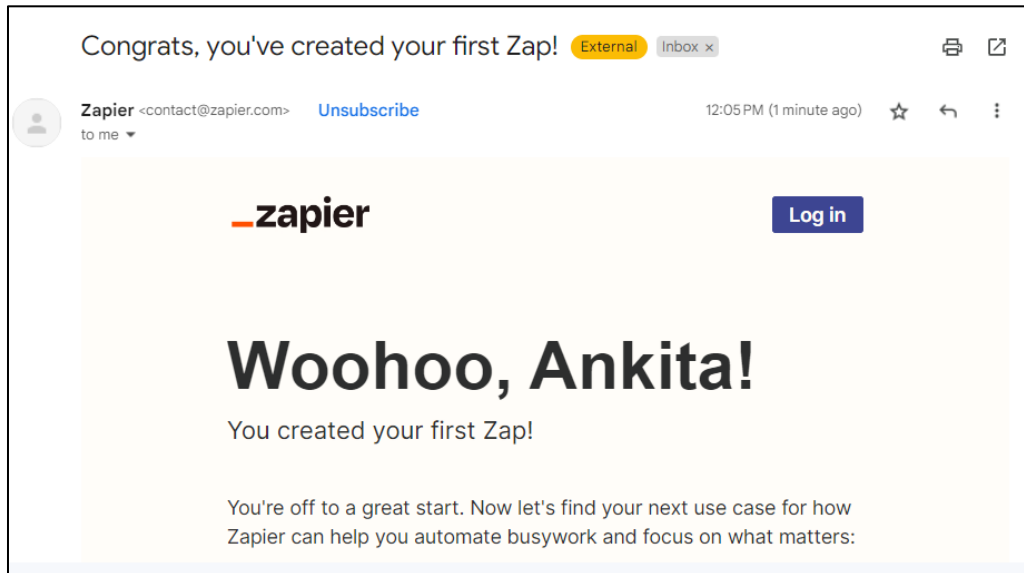 Congrats, you've created your first Zap! External Inbox ×
Zapier <contact@zapier.com> Unsubscribe 12:05 PM (1 minute ago)
to me
zapier Log in
Woohoo, Ankita!
You created your first Zap!
You're off to a great start. Now let's find your next use case for how
Zapier can help you automate busywork and focus on what matters: